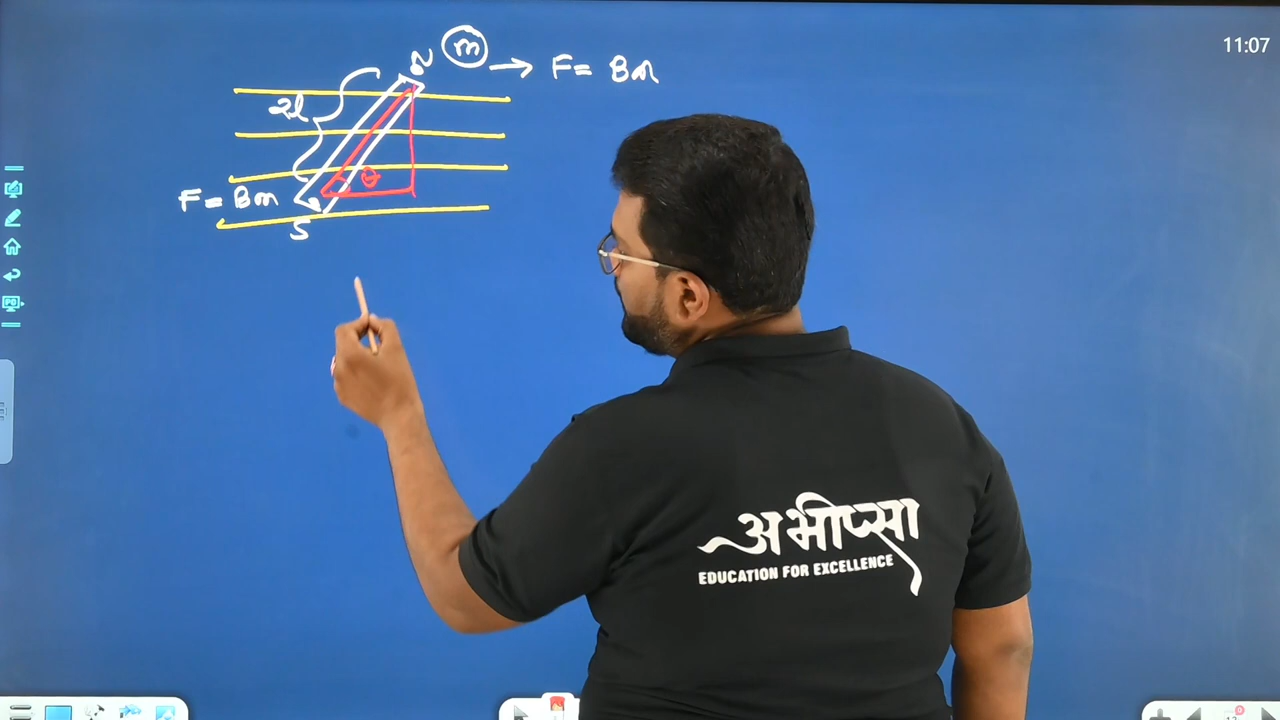 11:07
N
m
F = Bm
2l
θ
F = Bm
S
अभीप्सा
EDUCATION FOR EXCELLENCE